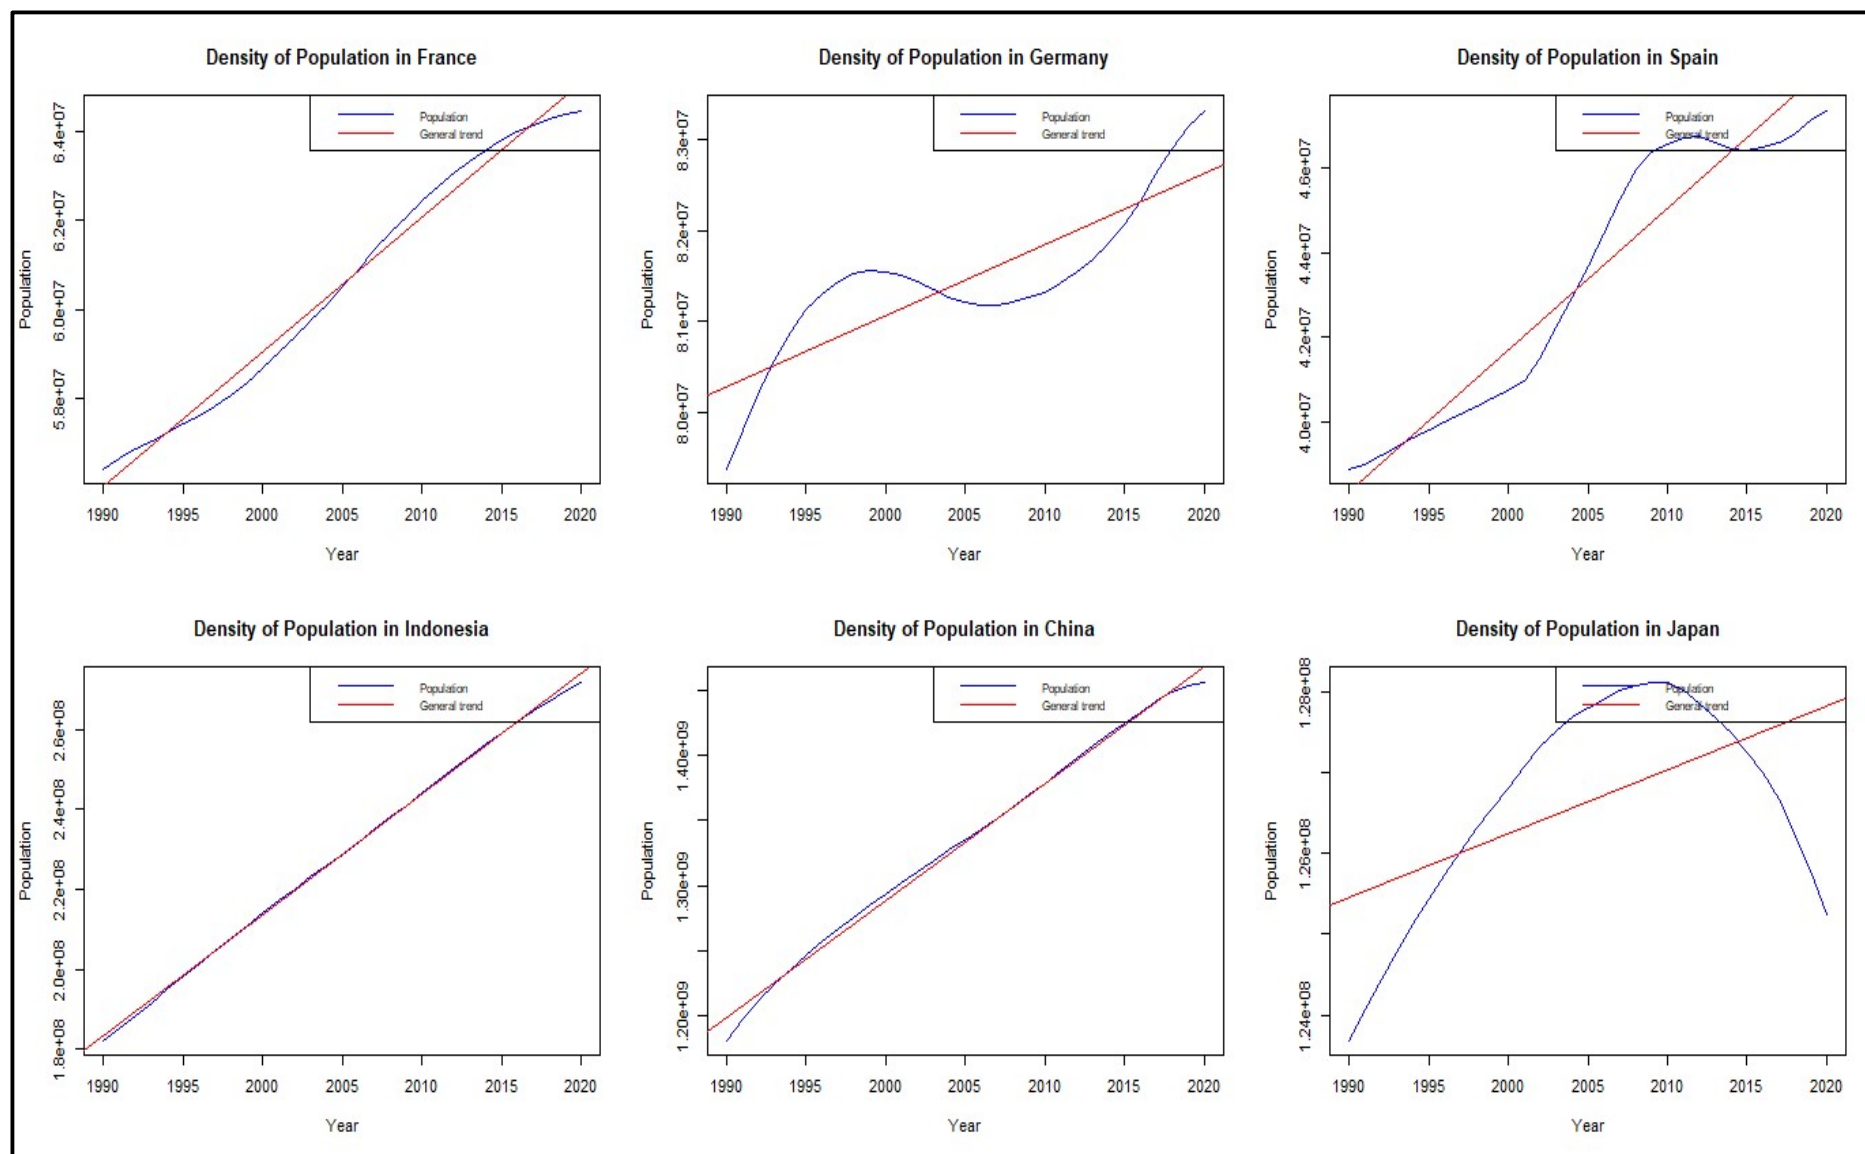 Density of Population in France
Population
General trend
6.4e+07
6.2e+07
6.0e+07
5.8e+07
Population
1990 1995 2000 2005 2010 2015 2020
Year
Density of Population in Germany
Population
General trend
8.3e+07
8.2e+07
8.1e+07
8.0e+07
Population
1990 1995 2000 2005 2010 2015 2020
Year
Density of Population in Spain
Population
General trend
4.6e+07
4.4e+07
4.2e+07
4.0e+07
Population
1990 1995 2000 2005 2010 2015 2020
Year
Density of Population in Indonesia
Population
General trend
2.6e+08
2.4e+08
2.2e+08
2.0e+08
1.8e+08
Population
1990 1995 2000 2005 2010 2015 2020
Year
Density of Population in China
Population
General trend
1.40e+09
1.30e+09
1.20e+09
Population
1990 1995 2000 2005 2010 2015 2020
Year
Density of Population in Japan
Population
General trend
1.28e+08
1.26e+08
1.24e+08
Population
1990 1995 2000 2005 2010 2015 2020
Year